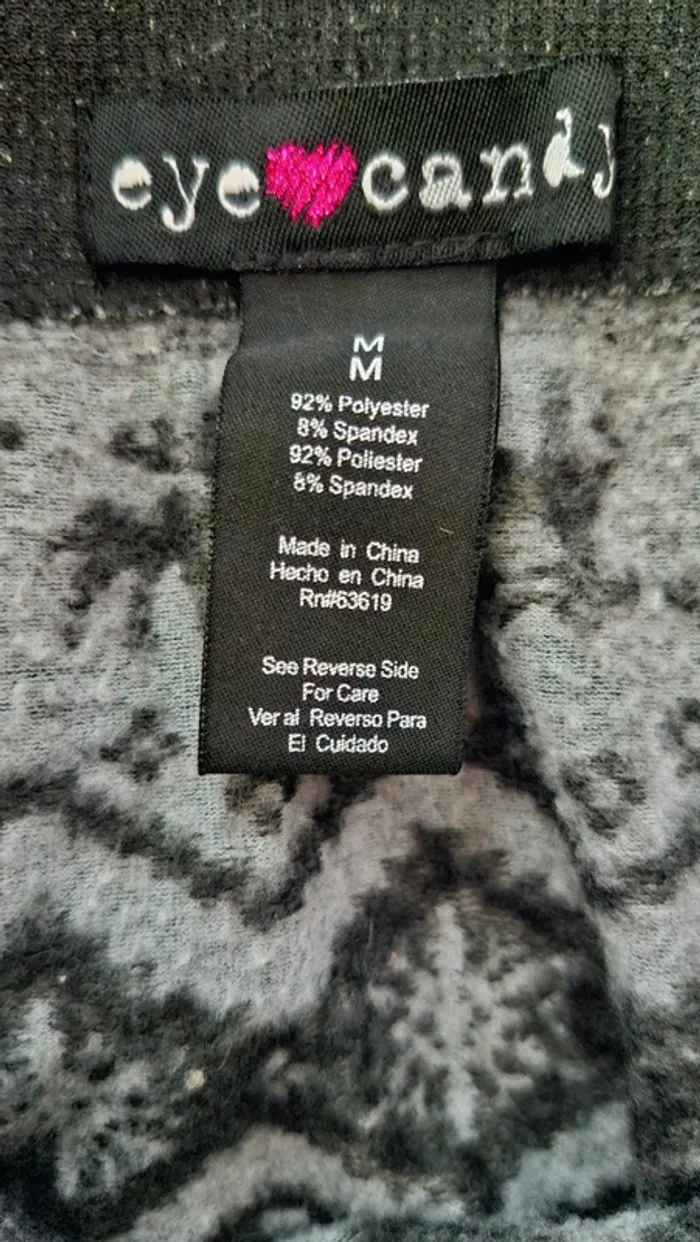 eye candy
M
M
92% Polyester
8% Spandex
92% Poliester
8% Spandex
Made in China
Hecho en China
Rn#63619
See Reverse Side
For Care
Ver al Reverso Para
El Cuidado